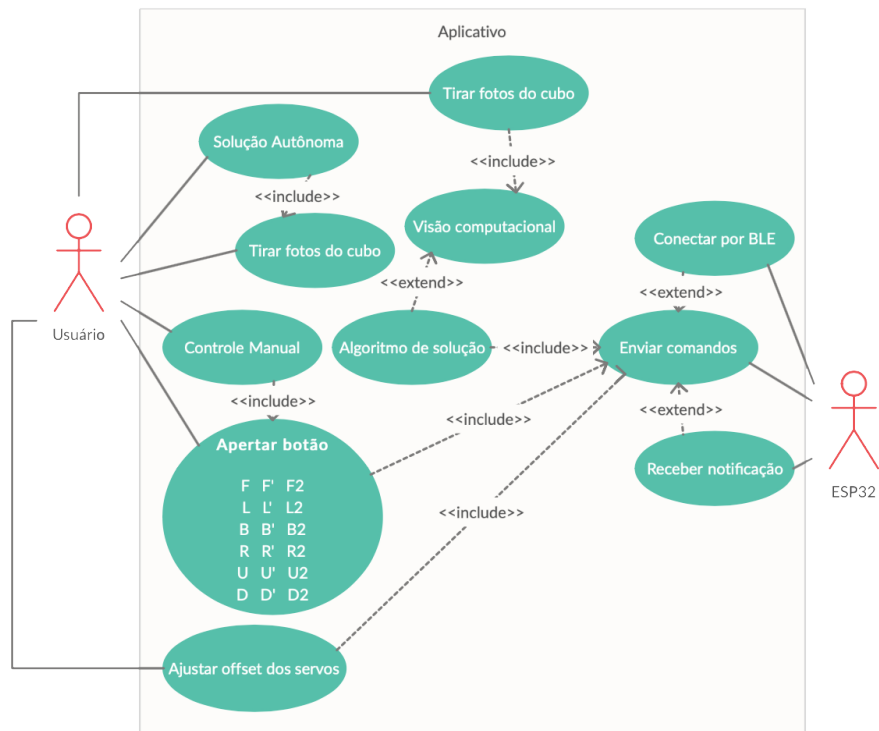 Aplicativo
Tirar fotos do cubo
Solução Autônoma
<<include>>
<<include>>
Visão computacional
Tirar fotos do cubo
Conectar por BLE
<<extend>>
<<extend>>
Usuário
Controle Manual
Algoritmo de solução
<<include>>
Enviar comandos
<<include>>
<<extend>>
<<include>>
Apertar botão
Receber notificação
F F' F2
ESP32
L L' L2
<<include>>
B B' B2
R R' R2
U U' U2
D D' D2
Ajustar offset dos servos